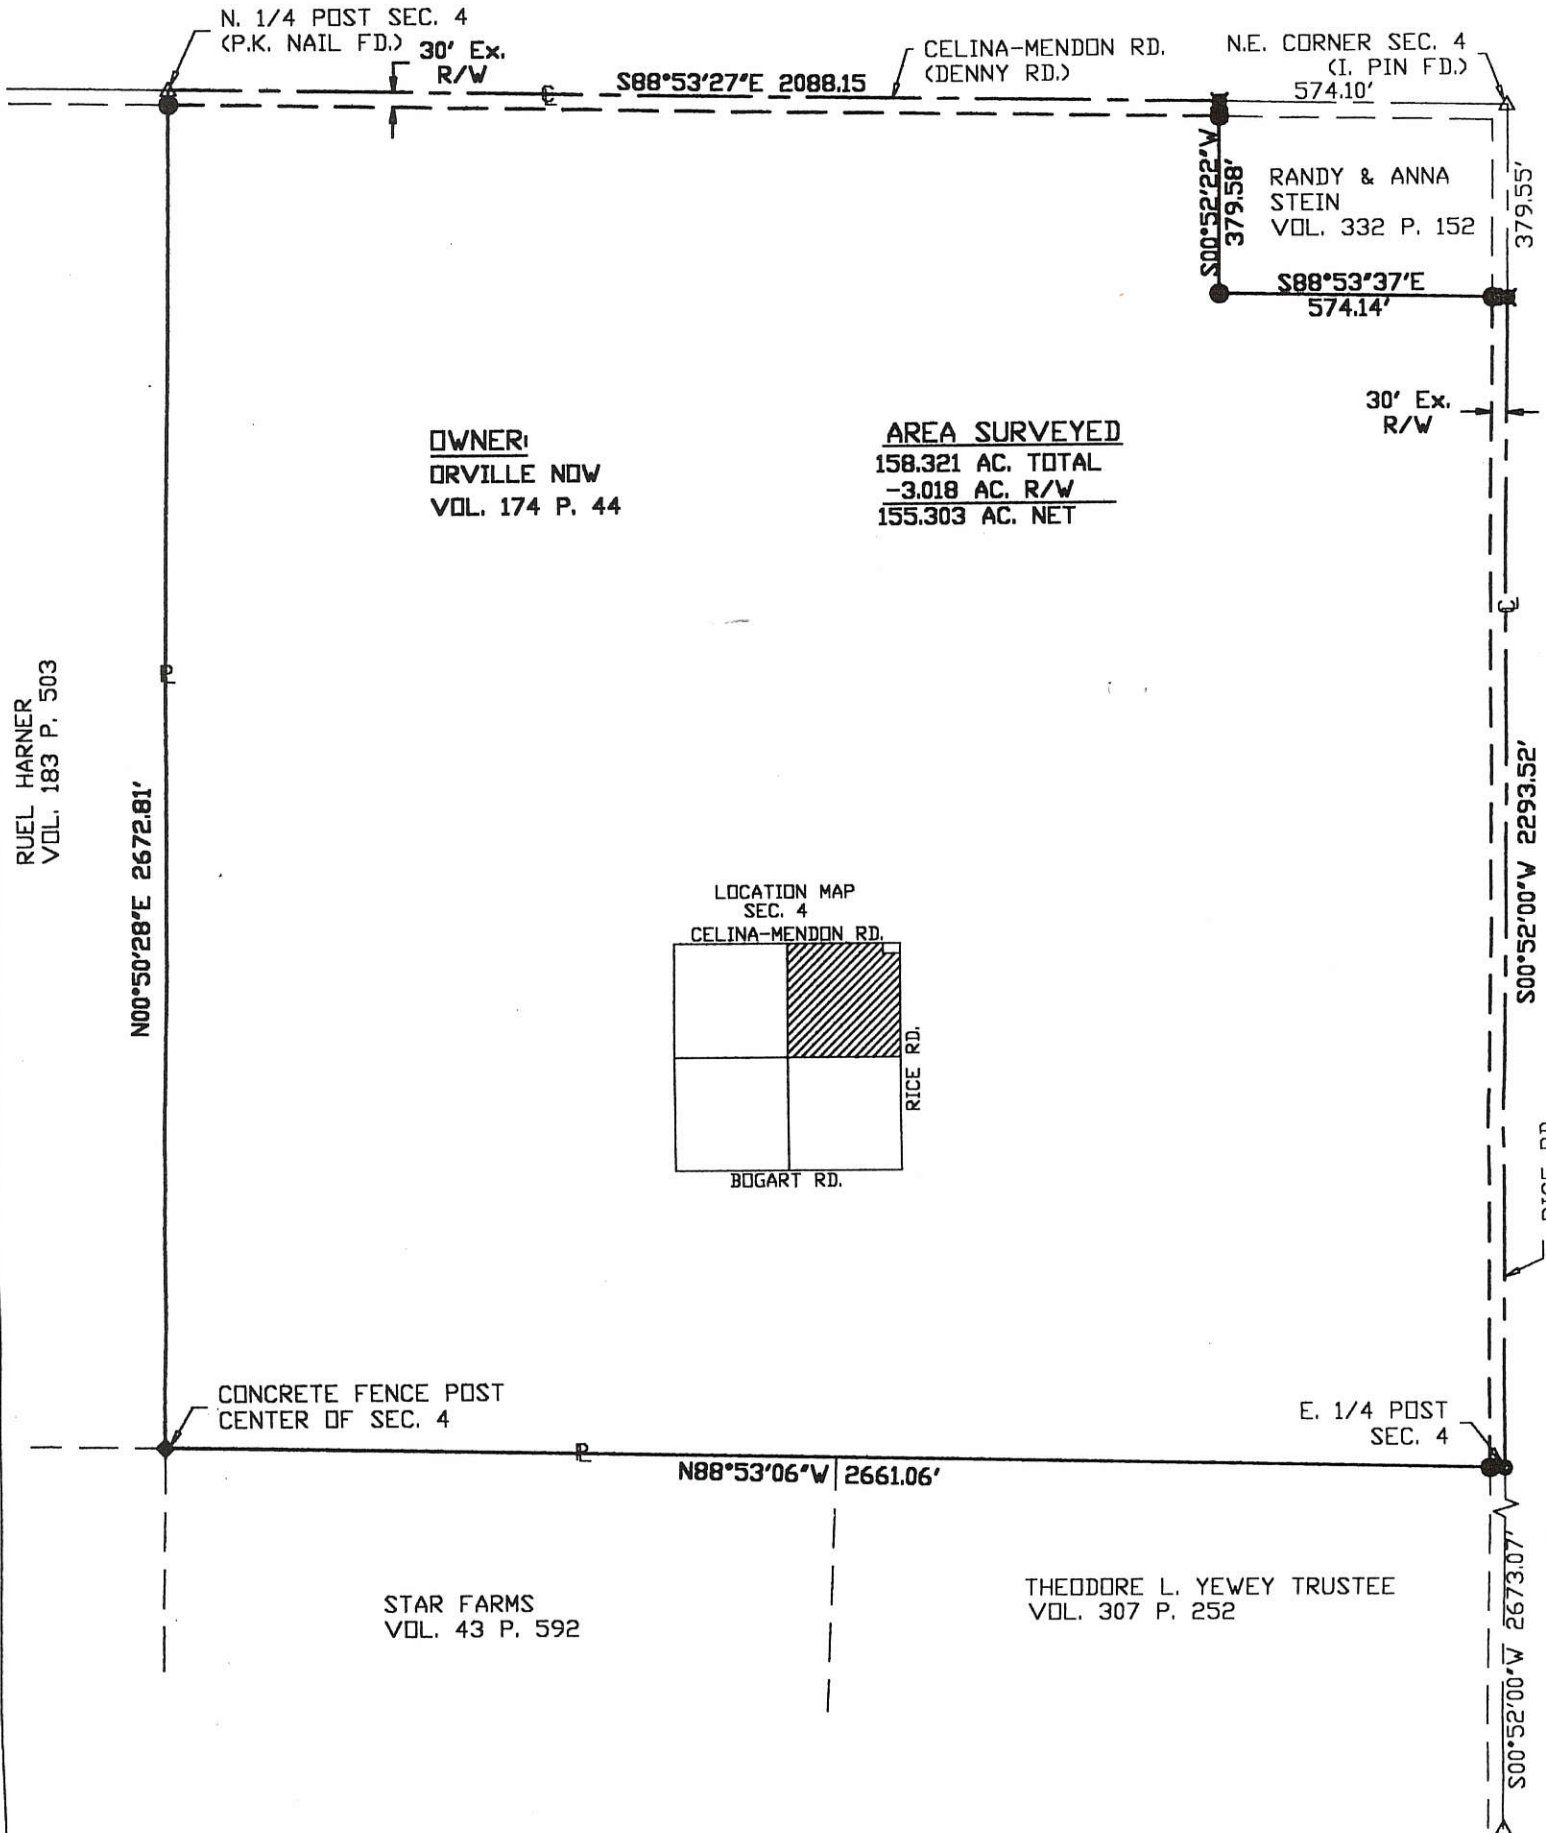 N. 1/4 POST SEC. 4
(P.K. NAIL FD.)
30' Ex.
R/W
S88°53'27"E 2088.15
CELINA-MENDON RD.
(DENNY RD.)
N.E. CORNER SEC. 4
(I. PIN FD.)
574.10'
S00°52'22"W
379.58'
RANDY & ANNA
STEIN
VOL. 332 P. 152
379.55'
S88°53"37'E
574.14'
30' Ex.
R/W
OWNER:
ORVILLE NOW
VOL. 174 P. 44
AREA SURVEYED
158.321 AC. TOTAL
-3.018 AC. R/W
155.303 AC. NET
RUEL HARNER
VOL. 183 P. 503
N00°50'28"E 2672.81'
S00°52'00"W 2293.52'
LOCATION MAP
SEC. 4
CELINA-MENDON RD.
RICE RD.
BOGART RD.
CONCRETE FENCE POST
CENTER OF SEC. 4
E. 1/4 POST
SEC. 4
N88°53'06"W 2661.06'
STAR FARMS
VOL. 43 P. 592
THEODORE L. YEWEY TRUSTEE
VOL. 307 P. 252
S00°52'00"W 2673.07'